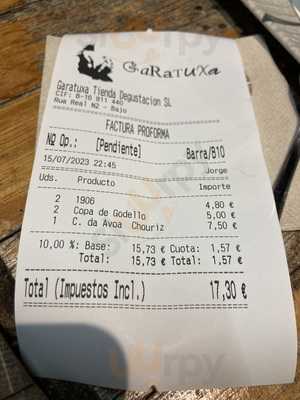 GaRaTUXa
Garatuxa Tienda Degustacion SL
CIF: B-16 911 440
Rua Real N2 - Bajo
FACTURA PROFORMA
NQ Op.: [Pendiente] Barra/B10
15/07/2023 22:45 Jorge
Uds. Producto Importe
2 1906 4,80 €
2 Copa de Godello 5,00 €
1 C. da Avoa Chouriz 7,50 €
10,00 %: Base: 15,73 € Cuota: 1,57 €
Total: 15,73 € Total: 1,57 €
Total (Impuestos Incl.) 17,30 €